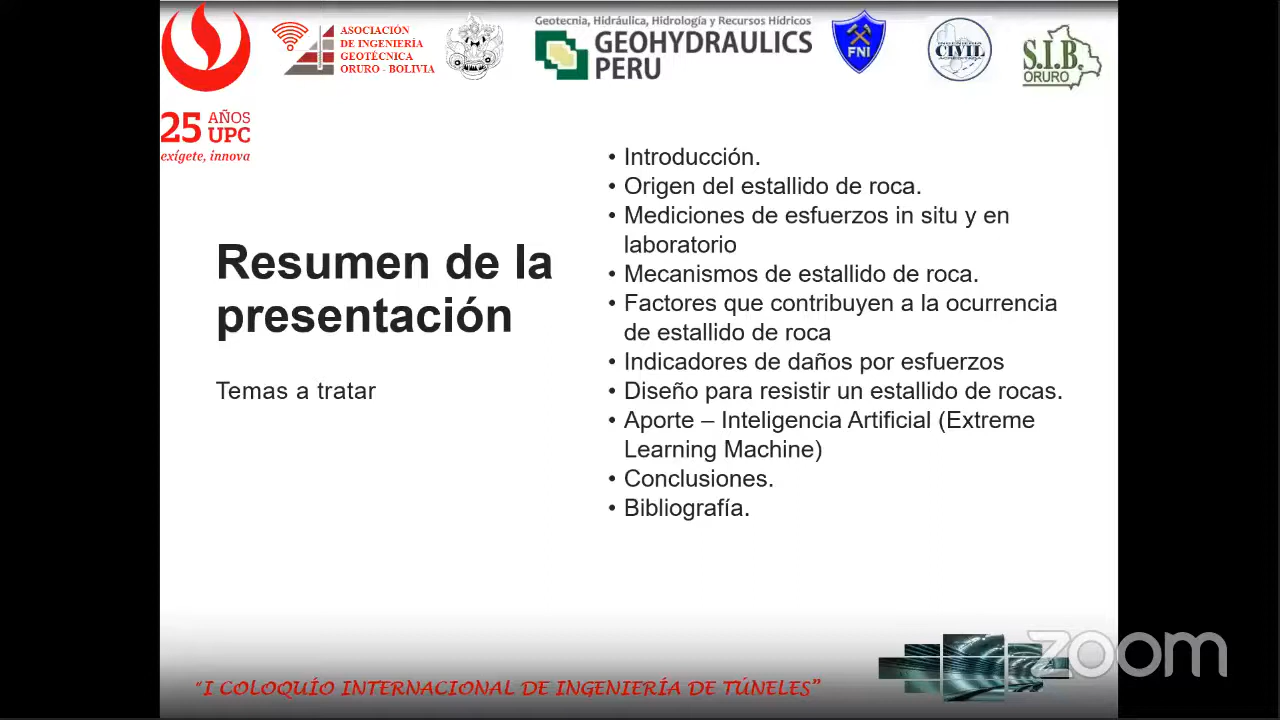 ASOCIACIÓN
DE INGENIERÍA
GEOTÉCNICA
ORURO - BOLIVIA
Geotecnia, Hidráulica, Hidrología y Recursos Hídricos
GEOHYDRAULICS
PERU
FNI
CIVIL
S.I.B.
ORURO
25 AÑOS
UPC
exígete, innova
Resumen de la
presentación
Temas a tratar
• Introducción.
• Origen del estallido de roca.
• Mediciones de esfuerzos in situ y en
laboratorio
• Mecanismos de estallido de roca.
• Factores que contribuyen a la ocurrencia
de estallido de roca
• Indicadores de daños por esfuerzos
• Diseño para resistir un estallido de rocas.
• Aporte – Inteligencia Artificial (Extreme
Learning Machine)
• Conclusiones.
• Bibliografía.
zoom
“I COLOQUÍO INTERNACIONAL DE INGENIERÍA DE TÚNELES”